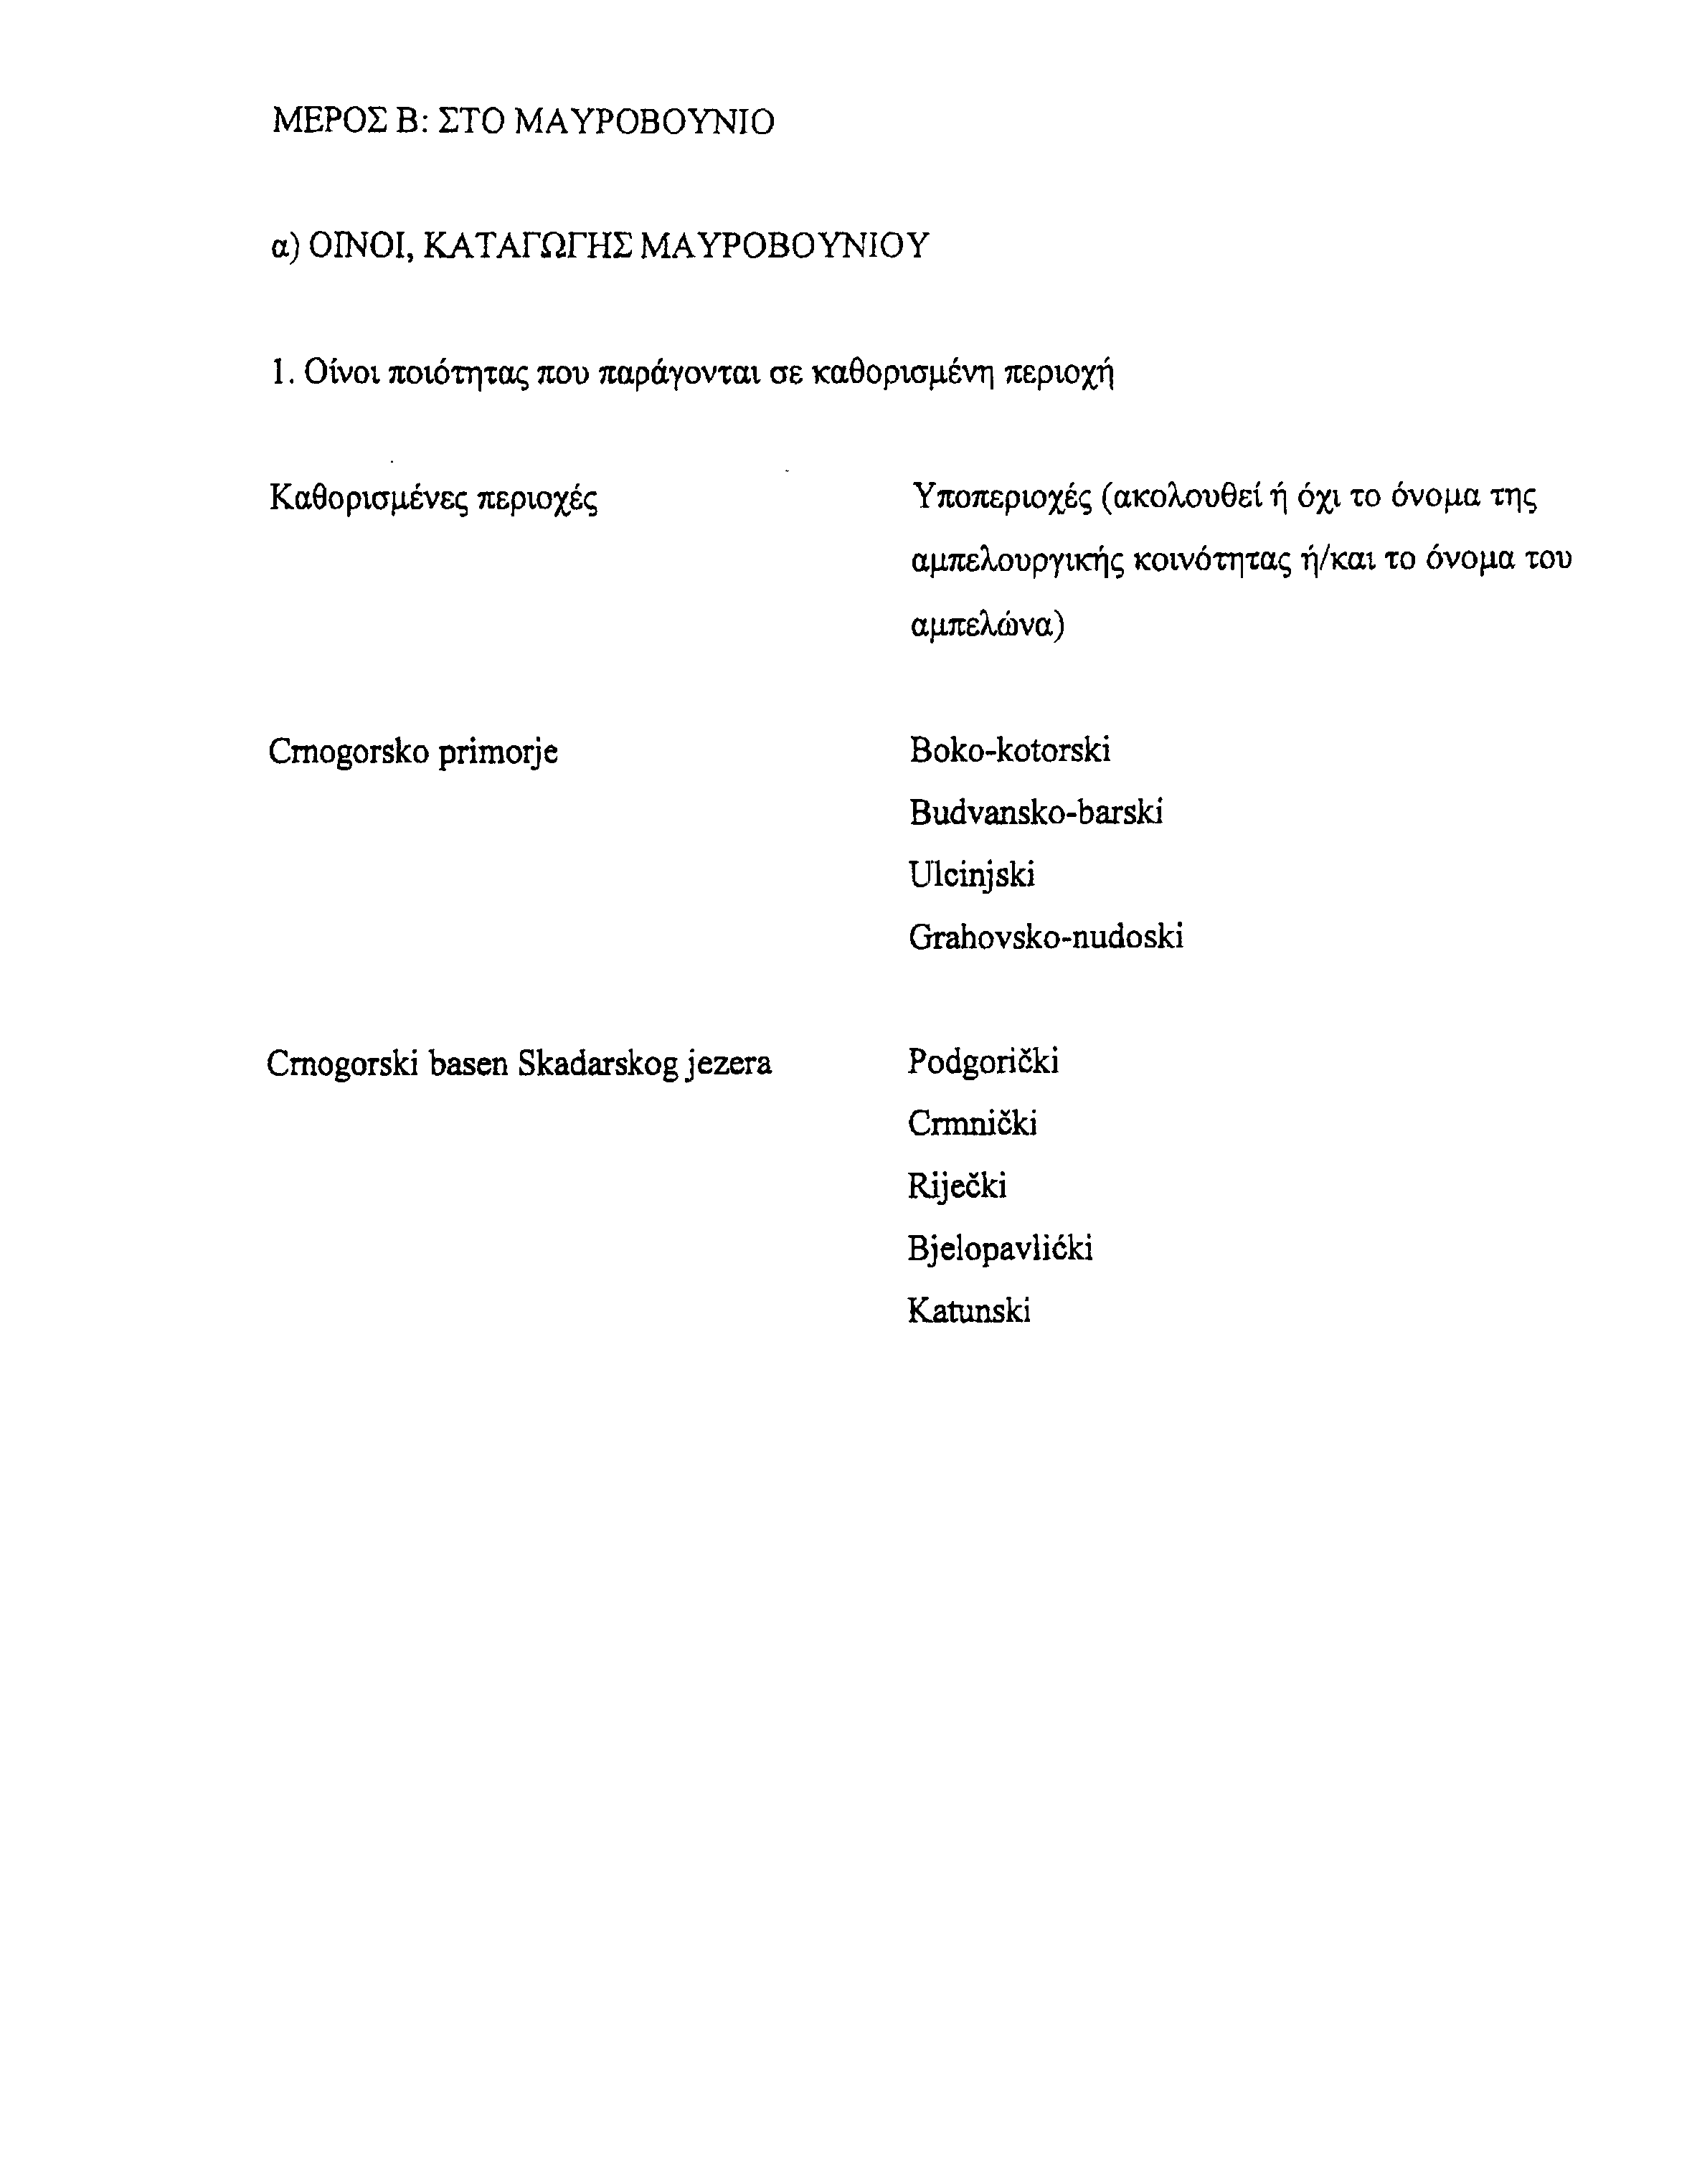 ΜΕΡΟΣ Β: ΣΤΟ ΜΑΥΡΟΒΟΥΝΙΟ
α) ΟΙΝΟΙ, ΚΑΤΑΓΩΓΗΣ ΜΑΥΡΟΒΟΥΝΙΟΥ
1. Οίνοι ποιότητας που παράγονται σε καθορισμένη περιοχή
Καθορισμένες περιοχές
Υποπεριοχές (ακολουθεί ή όχι το όνομα της
αμπελουργικής κοινότητας ή/και το όνομα του
αμπελώνα)
Crnogorsko primorje
Boko-kotorski
Budvansko-barski
Ulcinjski
Grahovsko-nudoski
Crnogorski basen Skadarskog jezera
Podgorički
Crmnički
Riječki
Bjelopavlićki
Katunski